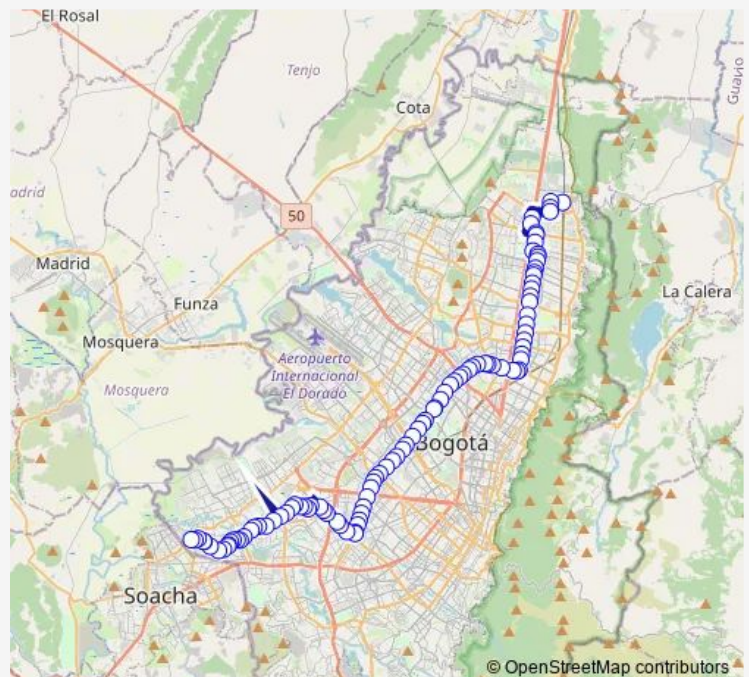 El Rosal
Tenjo
Cota
Guavio
50
adrid
Madrid
Funza
La Calera
Mosquera
Aeropuerto
Internacional
El Dorado
Mosquera
Bogotá
Soacha
© OpenStreetMap contributors